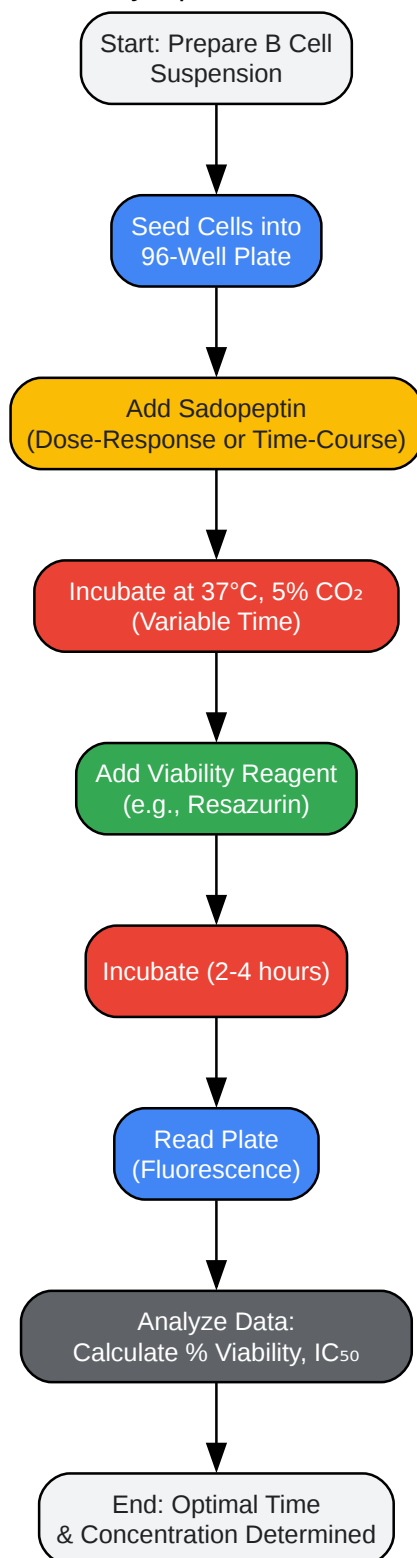 Start: Prepare B Cell
Suspension
Seed Cells into
96-Well Plate
Add Sadopeptin
(Dose-Response or Time-Course)
Incubate at 37°C, 5% CO₂
(Variable Time)
Add Viability Reagent
(e.g., Resazurin)
Incubate (2-4 hours)
Read Plate
(Fluorescence)
Analyze Data:
Calculate % Viability, IC₅₀
End: Optimal Time
& Concentration Determined